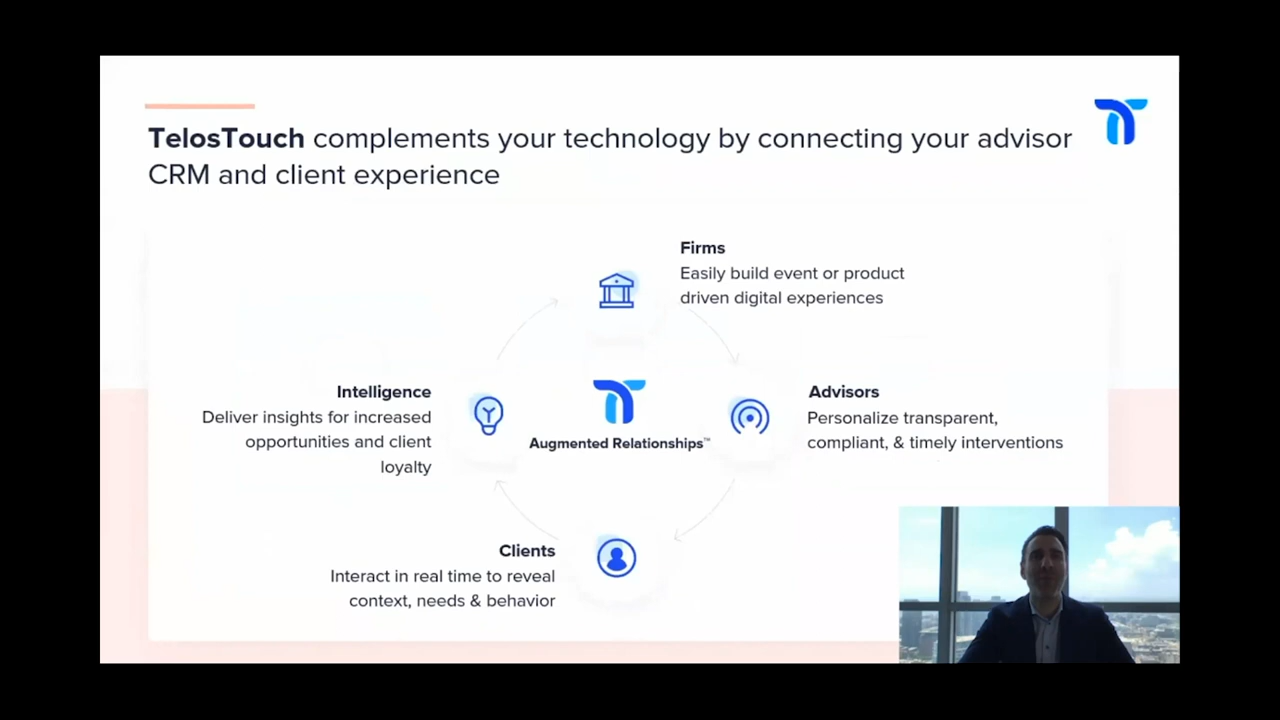 TelosTouch complements your technology by connecting your advisor
CRM and client experience
Firms
Easily build event or product
driven digital experiences
Intelligence
Deliver insights for increased
opportunities and client
loyalty
Augmented Relationships™
Advisors
Personalize transparent,
compliant, & timely interventions
Clients
Interact in real time to reveal
context, needs & behavior